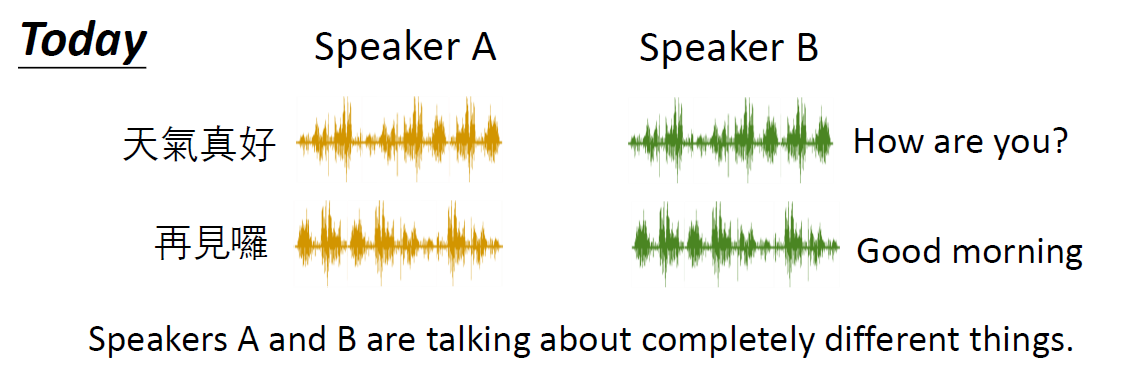 Today
Speaker A
Speaker B
天氣真好
How are you?
再見囉
Good morning
Speakers A and B are talking about completely different things.